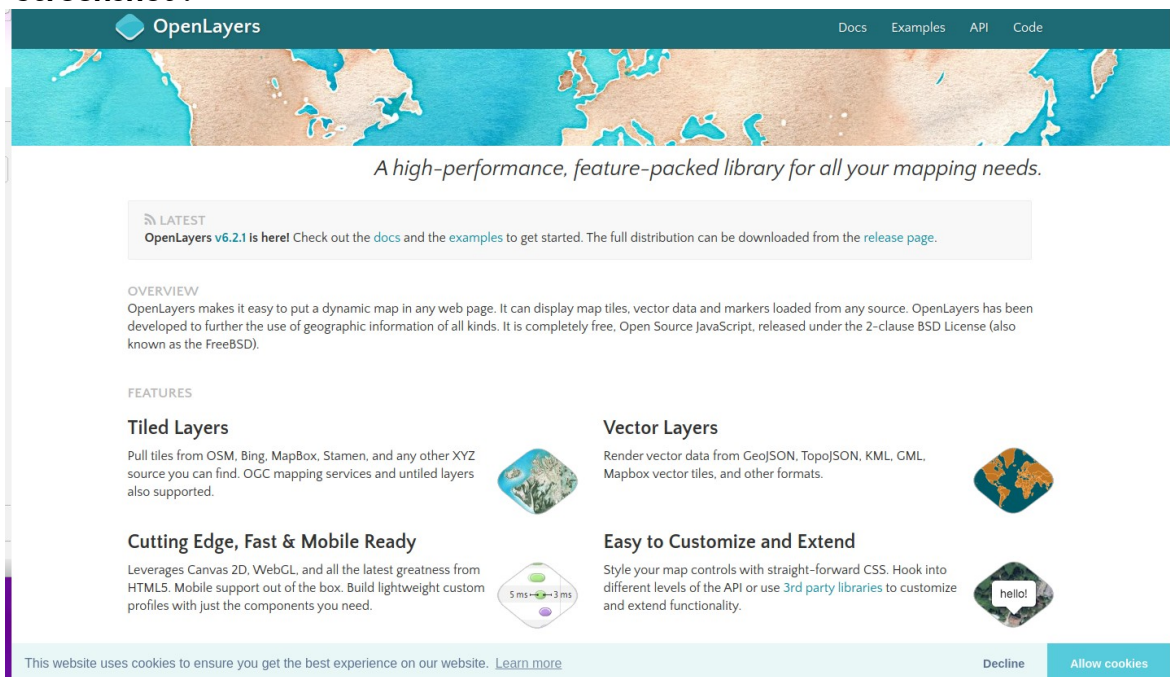 OpenLayers
Docs Examples API Code
A high-performance, feature-packed library for all your mapping needs.
LATEST
OpenLayers v6.2.1 is here! Check out the docs and the examples to get started. The full distribution can be downloaded from the release page.
OVERVIEW
OpenLayers makes it easy to put a dynamic map in any web page. It can display map tiles, vector data and markers loaded from any source. OpenLayers has been
developed to further the use of geographic information of all kinds. It is completely free, Open Source JavaScript, released under the 2-clause BSD License (also
known as the FreeBSD).
FEATURES
Tiled Layers
Pull tiles from OSM, Bing, MapBox, Stamen, and any other XYZ
source you can find. OGC mapping services and untiled layers
also supported.
Vector Layers
Render vector data from GeoJSON, TopoJSON, KML, GML,
Mapbox vector tiles, and other formats.
Cutting Edge, Fast & Mobile Ready
Leverages Canvas 2D, WebGL, and all the latest greatness from
HTML5. Mobile support out of the box. Build lightweight custom
profiles with just the components you need.
5 ms 3 ms
Easy to Customize and Extend
Style your map controls with straight-forward CSS. Hook into
different levels of the API or use 3rd party libraries to customize
and extend functionality.
hello!
This website uses cookies to ensure you get the best experience on our website. Learn more
Decline
Allow cookies